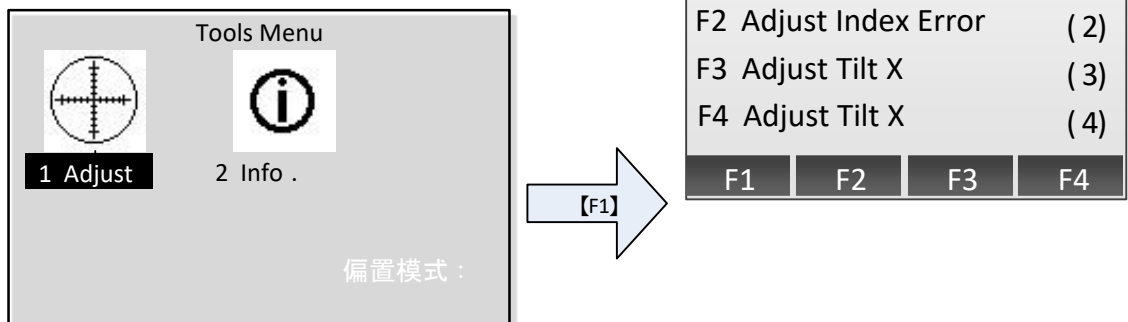 Tools Menu
1 Adjust
2 Info .
偏置模式：
【F1】
F2 Adjust Index Error ( 2)
F3 Adjust Tilt X ( 3)
F4 Adjust Tilt X ( 4)
F1 F2 F3 F4